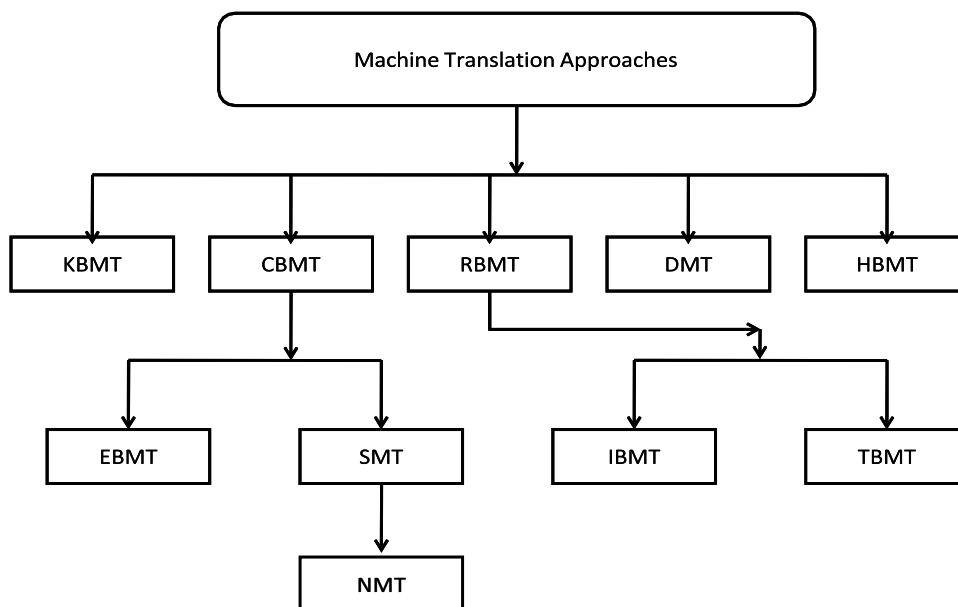 Machine Translation Approaches
KBMT
CBMT
RBMT
DMT
HBMT
EBMT
SMT
IBMT
TBMT
NMT